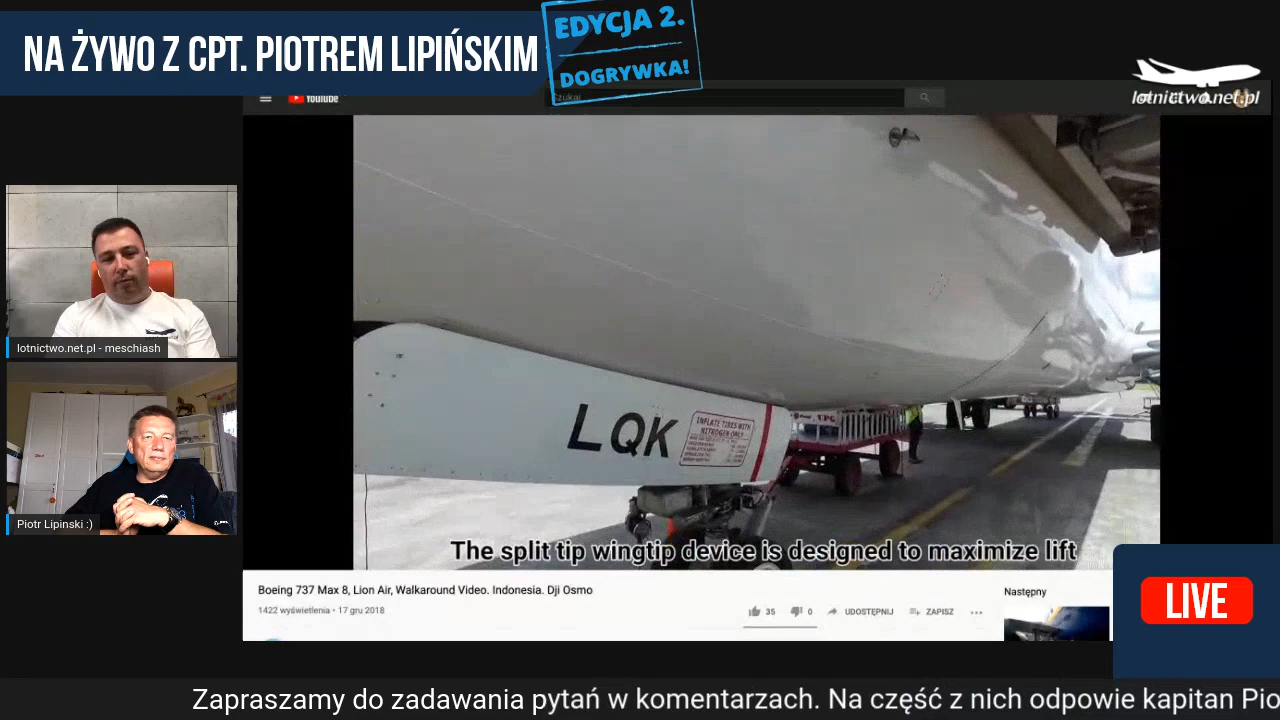 NA ŻYWO Z CPT. PIOTREM LIPIŃSKIM
EDYCJA 2.
DOGRYWKA!
lotnictwo.net.pl
YouTube
Szukaj
lotnictwo.net.pl - meschiash
Piotr Lipinski :)
LQK
INFLATE TIRES WITH
NITROGEN ONLY
The split tip wingtip device is designed to maximize lift
Boeing 737 Max 8, Lion Air, Walkaround Video. Indonesia. Dji Osmo
1422 wyświetlenia • 17 gru 2018
35
0
UDOSTĘPNIJ
ZAPISZ
Następny
LIVE
Zapraszamy do zadawania pytań w komentarzach. Na część z nich odpowie kapitan Pio